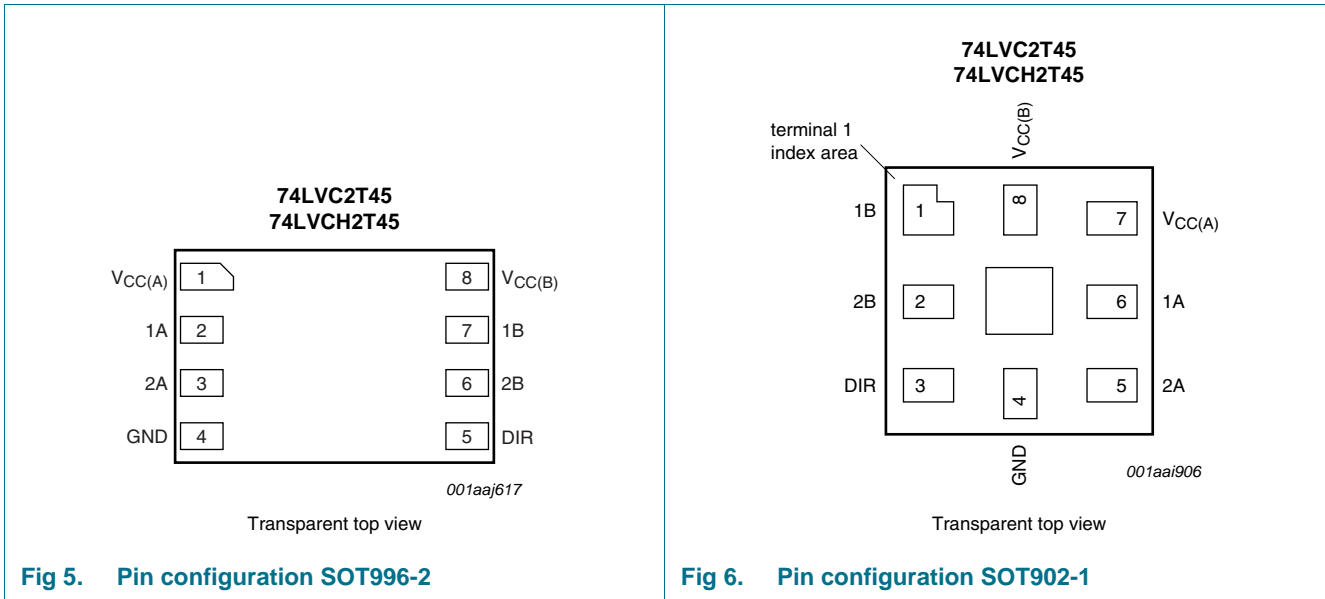 74LVC2T45
74LVCH2T45
VCC(A) 1 8 VCC(B)
1A 2 7 1B
2A 3 6 2B
GND 4 5 DIR
001aaj617
Transparent top view
Fig 5. Pin configuration SOT996-2
74LVC2T45
74LVCH2T45
terminal 1
index area
VCC(B)
1B 1 8 7 VCC(A)
2B 2 6 1A
DIR 3 4 5 2A
GND
001aai906
Transparent top view
Fig 6. Pin configuration SOT902-1